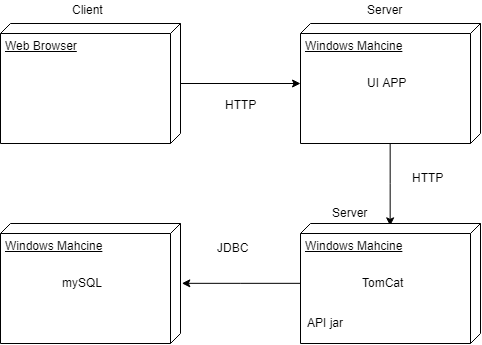 Client
Server
Web Browser
Windows Mahcine
UI APP
HTTP
HTTP
Server
Windows Mahcine
JDBC
Windows Mahcine
mySQL
TomCat
API jar